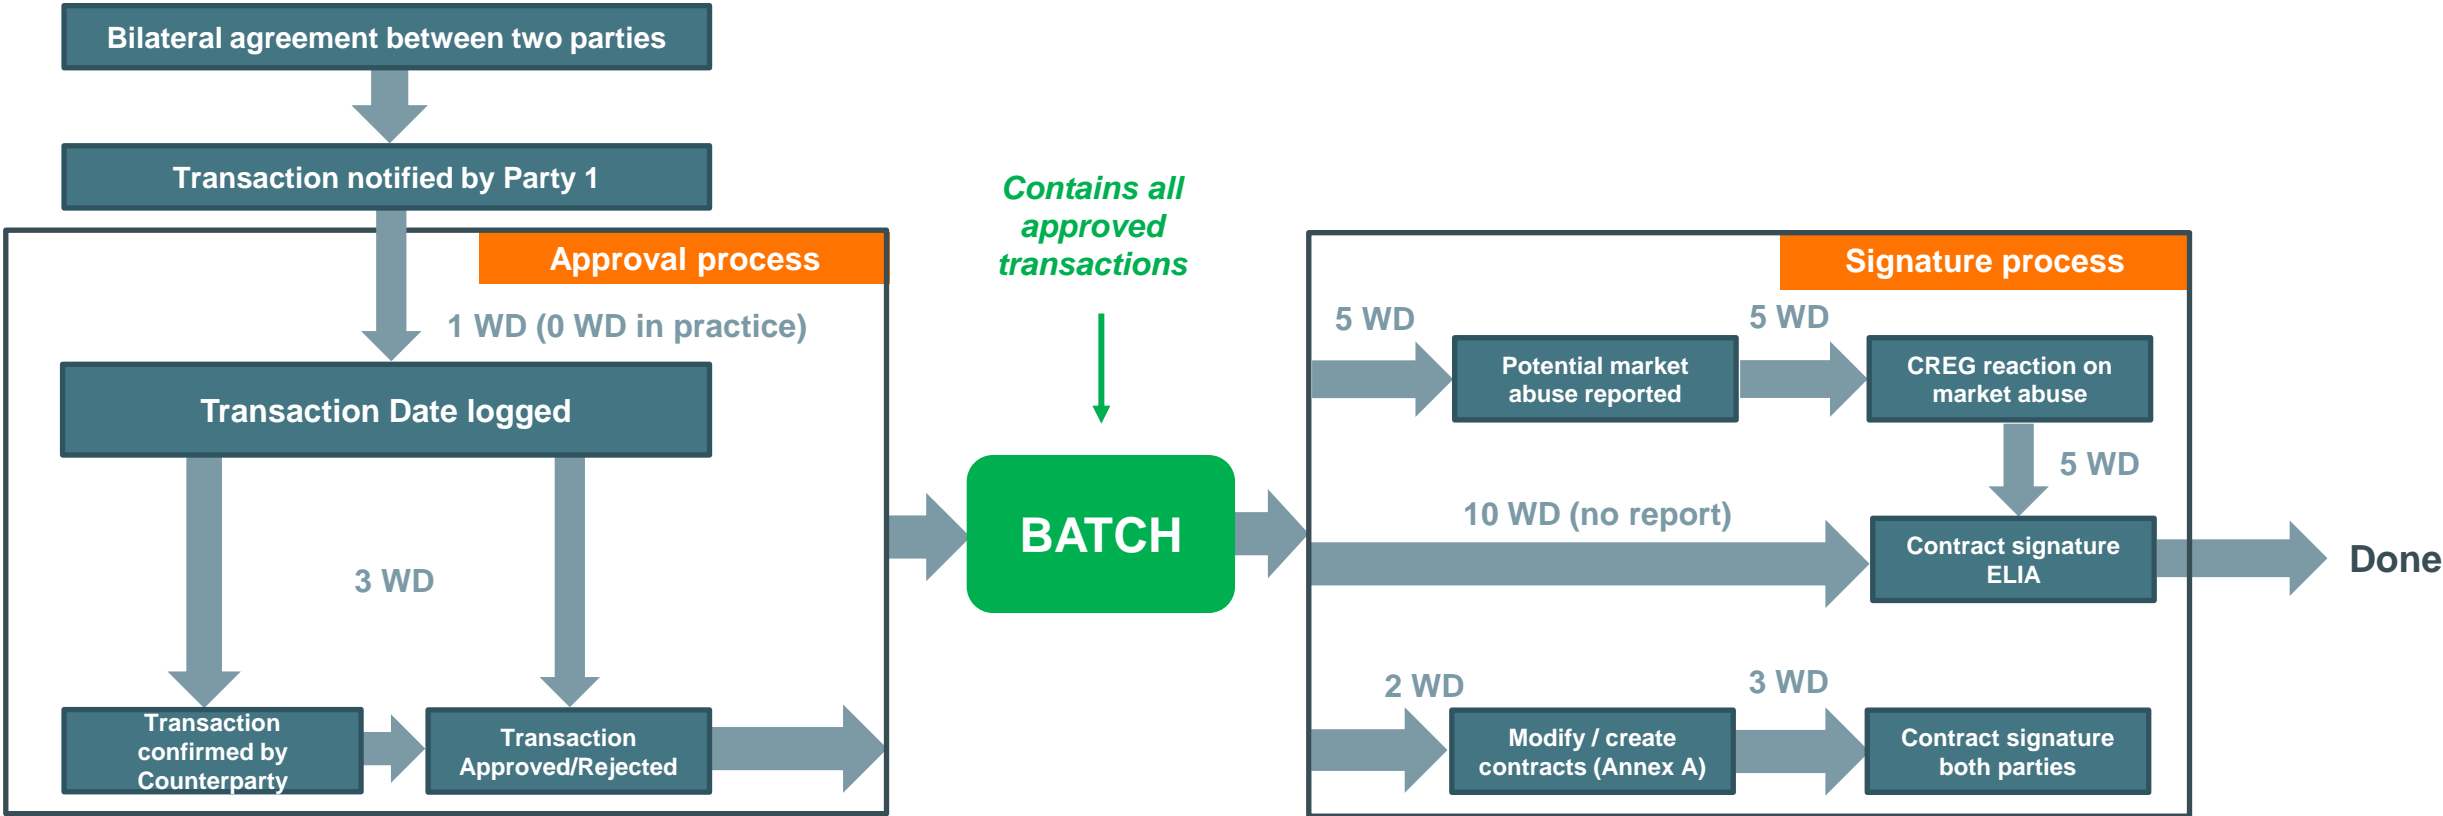 Bilateral agreement between two parties
Transaction notified by Party 1
Approval process
1 WD (0 WD in practice)
Transaction Date logged
3 WD
Transaction
confirmed by
Counterparty
Transaction
Approved/Rejected
Contains all
approved
transactions
BATCH
Signature process
5 WD
Potential market
abuse reported
5 WD
CREG reaction on
market abuse
5 WD
10 WD (no report)
Contract signature
ELIA
Done
2 WD
Modify / create
contracts (Annex A)
3 WD
Contract signature
both parties